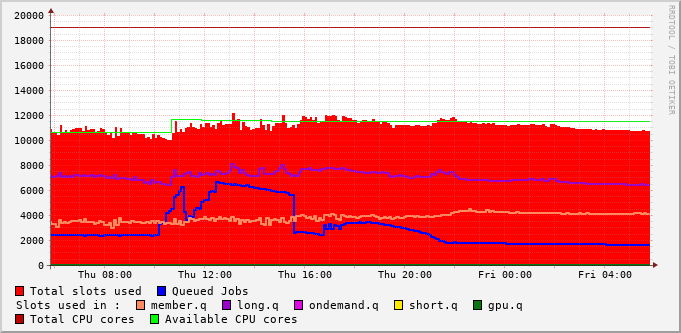 20000
18000
16000
14000
12000
10000
8000
6000
4000
2000
0
Thu 08:00 Thu 12:00 Thu 16:00 Thu 20:00 Fri 00:00 Fri 04:00
Total slots used Queued Jobs
Slots used in : member.q long.q ondemand.q short.q gpu.q
Total CPU cores Available CPU cores
RRDTOOL / TOBI OETIKER